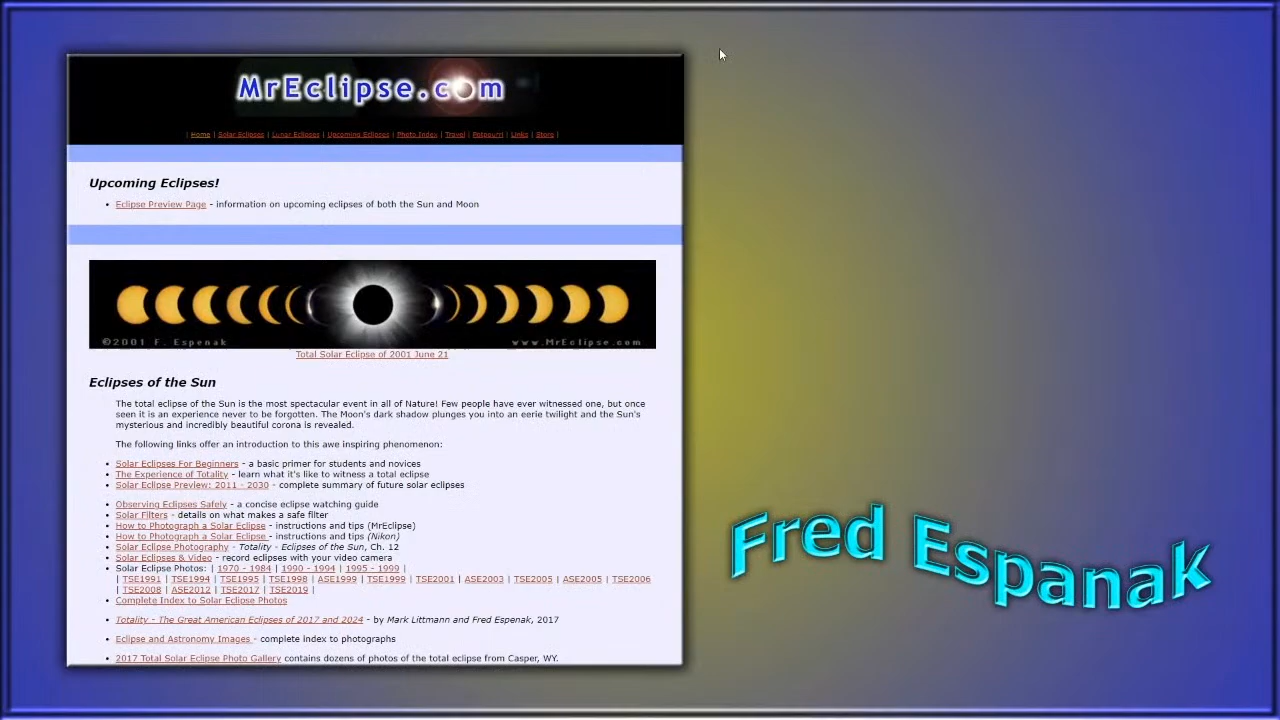 MrEclipse.com
| Home | Solar Eclipses | Lunar Eclipses | Upcoming Eclipses | Photo Index | Travel | Potpourri | Links | Store |
Upcoming Eclipses!
• Eclipse Preview Page - information on upcoming eclipses of both the Sun and Moon
©2001 F. Espenak www.MrEclipse.com
Total Solar Eclipse of 2001 June 21
Eclipses of the Sun
The total eclipse of the Sun is the most spectacular event in all of Nature! Few people have ever witnessed one, but once
seen it is an experience never to be forgotten. The Moon's dark shadow plunges you into an eerie twilight and the Sun's
mysterious and incredibly beautiful corona is revealed.
The following links offer an introduction to this awe inspiring phenomenon:
• Solar Eclipses For Beginners - a basic primer for students and novices
• The Experience of Totality - learn what it's like to witness a total eclipse
• Solar Eclipse Preview: 2011 - 2030 - complete summary of future solar eclipses
• Observing Eclipses Safely - a concise eclipse watching guide
• Solar Filters - details on what makes a safe filter
• How to Photograph a Solar Eclipse - instructions and tips (MrEclipse)
• How to Photograph a Solar Eclipse - instructions and tips (Nikon)
• Solar Eclipse Photography - Totality - Eclipses of the Sun, Ch. 12
• Solar Eclipses & Video - record eclipses with your video camera
• Solar Eclipse Photos: | 1970 - 1984 | 1990 - 1994 | 1995 - 1999 |
| TSE1991 | TSE1994 | TSE1995 | TSE1998 | ASE1999 | TSE1999 | TSE2001 | ASE2003 | TSE2005 | ASE2005 | TSE2006
| TSE2008 | ASE2012 | TSE2017 | TSE2019 |
• Complete Index to Solar Eclipse Photos
• Totality - The Great American Eclipses of 2017 and 2024 - by Mark Littmann and Fred Espenak, 2017
• Eclipse and Astronomy Images - complete index to photographs
• 2017 Total Solar Eclipse Photo Gallery contains dozens of photos of the total eclipse from Casper, WY.
Fred Espanak